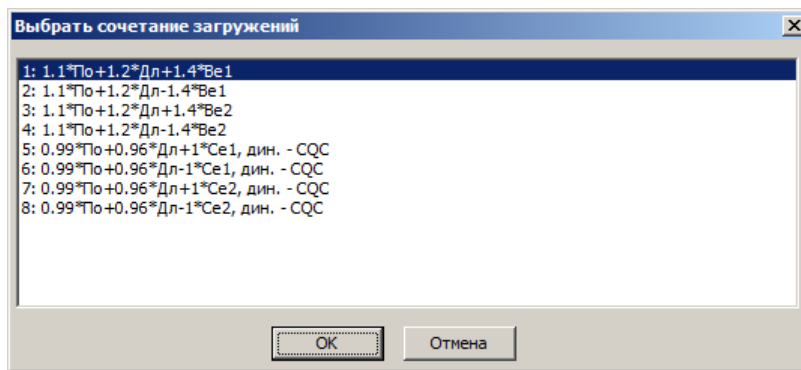 Выбрать сочетание загружений
1: 1.1*По+1.2*Дл+1.4*Ве1
2: 1.1*По+1.2*Дл-1.4*Ве1
3: 1.1*По+1.2*Дл+1.4*Ве2
4: 1.1*По+1.2*Дл-1.4*Ве2
5: 0.99*По+0.96*Дл+1*Се1, дин. - CQC
6: 0.99*По+0.96*Дл-1*Се1, дин. - CQC
7: 0.99*По+0.96*Дл+1*Се2, дин. - CQC
8: 0.99*По+0.96*Дл-1*Се2, дин. - CQC
OK Отмена